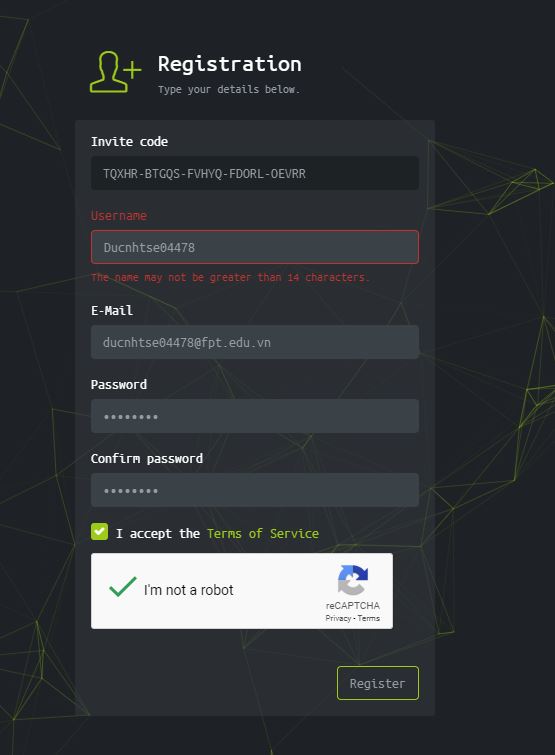 Registration
Type your details below.
Invite code
TQXHR-BTGQS-FVHYQ-FDORL-OEVRR
Username
Ducnhtse04478
The name may not be greater than 14 characters.
E-Mail
ducnhtse04478@fpt.edu.vn
Password
••••••••
Confirm password
••••••••
I accept the Terms of Service
I'm not a robot
reCAPTCHA
Privacy - Terms
Register